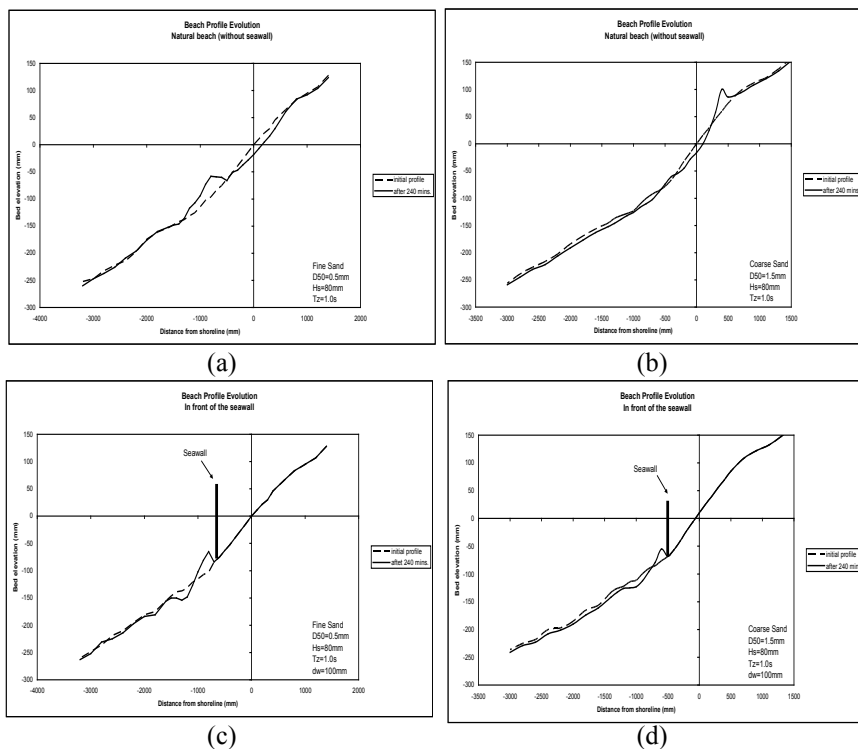 Beach Profile Evolution
Natural beach (without seawall)
150
100
50
0
-50
-100
-150
-200
-250
-300
-4000 -3000 -2000 -1000 0 1000 2000
Bed elevation (mm)
Distance from shoreline (mm)
initial profile
after 240 mins.
Fine Sand
D50=0.5mm
Hs=80mm
Tz=1.0s
(a)
Beach Profile Evolution
Natural beach (without seawall)
150
100
50
0
-50
-100
-150
-200
-250
-300
-3500 -3000 -2500 -2000 -1500 -1000 -500 0 500 1000 1500
Bed elevation (mm)
Distance from shoreline (mm)
initial profile
after 240 mins.
Coarse Sand
D50=1.5mm
Hs=80mm
Tz=1.0s
(b)
Beach Profile Evolution
In front of the seawall
Seawall
150
100
50
0
-50
-100
-150
-200
-250
-300
-4000 -3000 -2000 -1000 0 1000 2000
Bed elevation (mm)
Distance from shoreline (mm)
initial profile
aftet 240 mins.
Fine Sand
D50=0.5mm
Hs=80mm
Tz=1.0s
dw=100mm
(c)
Beach Profile Evolution
In front of the seawall
Seawall
150
100
50
0
-50
-100
-150
-200
-250
-300
-3500 -3000 -2500 -2000 -1500 -1000 -500 0 500 1000 1500
Bed elevation (mm)
Distance from shoreline (mm)
initial profile
after 240 mins.
Coarse Sand
D50=1.5mm
Hs=80mm
Tz=1.0s
dw=100mm
(d)